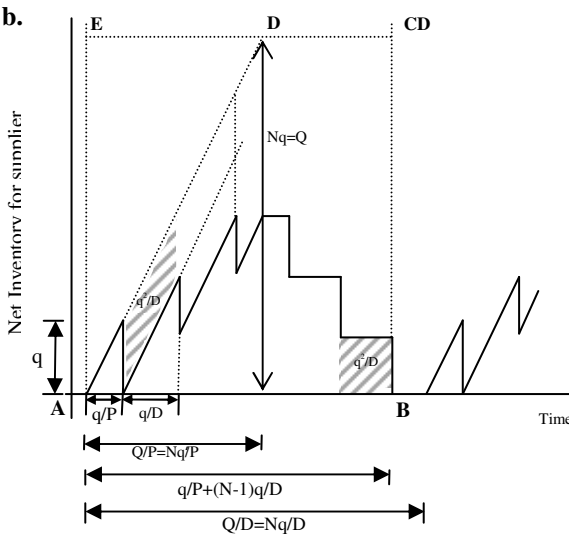 b.
E D CD
Net Inventory for supplier
Nq=Q
q²/D
q²/D
q
A B
q/P q/D
Time
Q/P=Nq/P
q/P+(N-1)q/D
Q/D=Nq/D